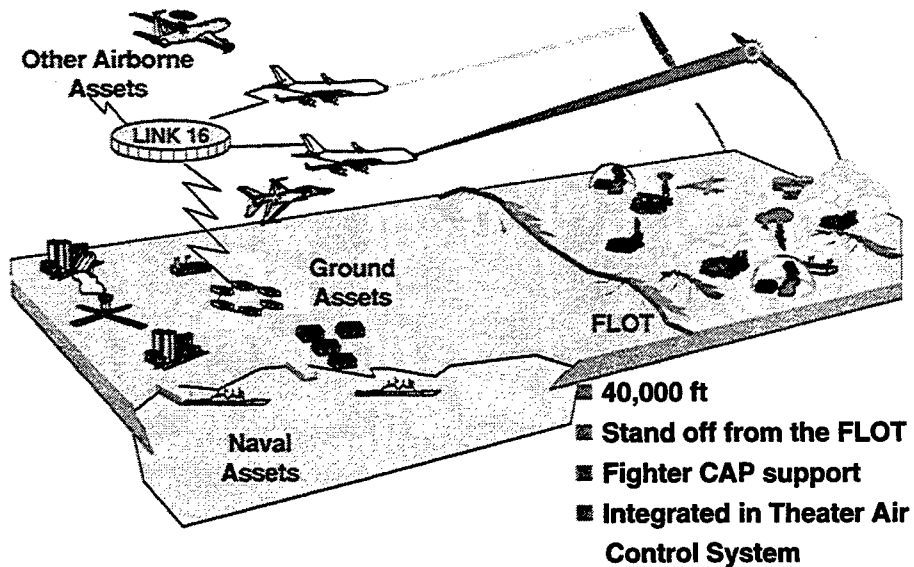 Other Airborne
Assets
LINK 16
Ground
Assets
FLOT
Naval
Assets
40,000 ft
Stand off from the FLOT
Fighter CAP support
Integrated in Theater Air
Control System